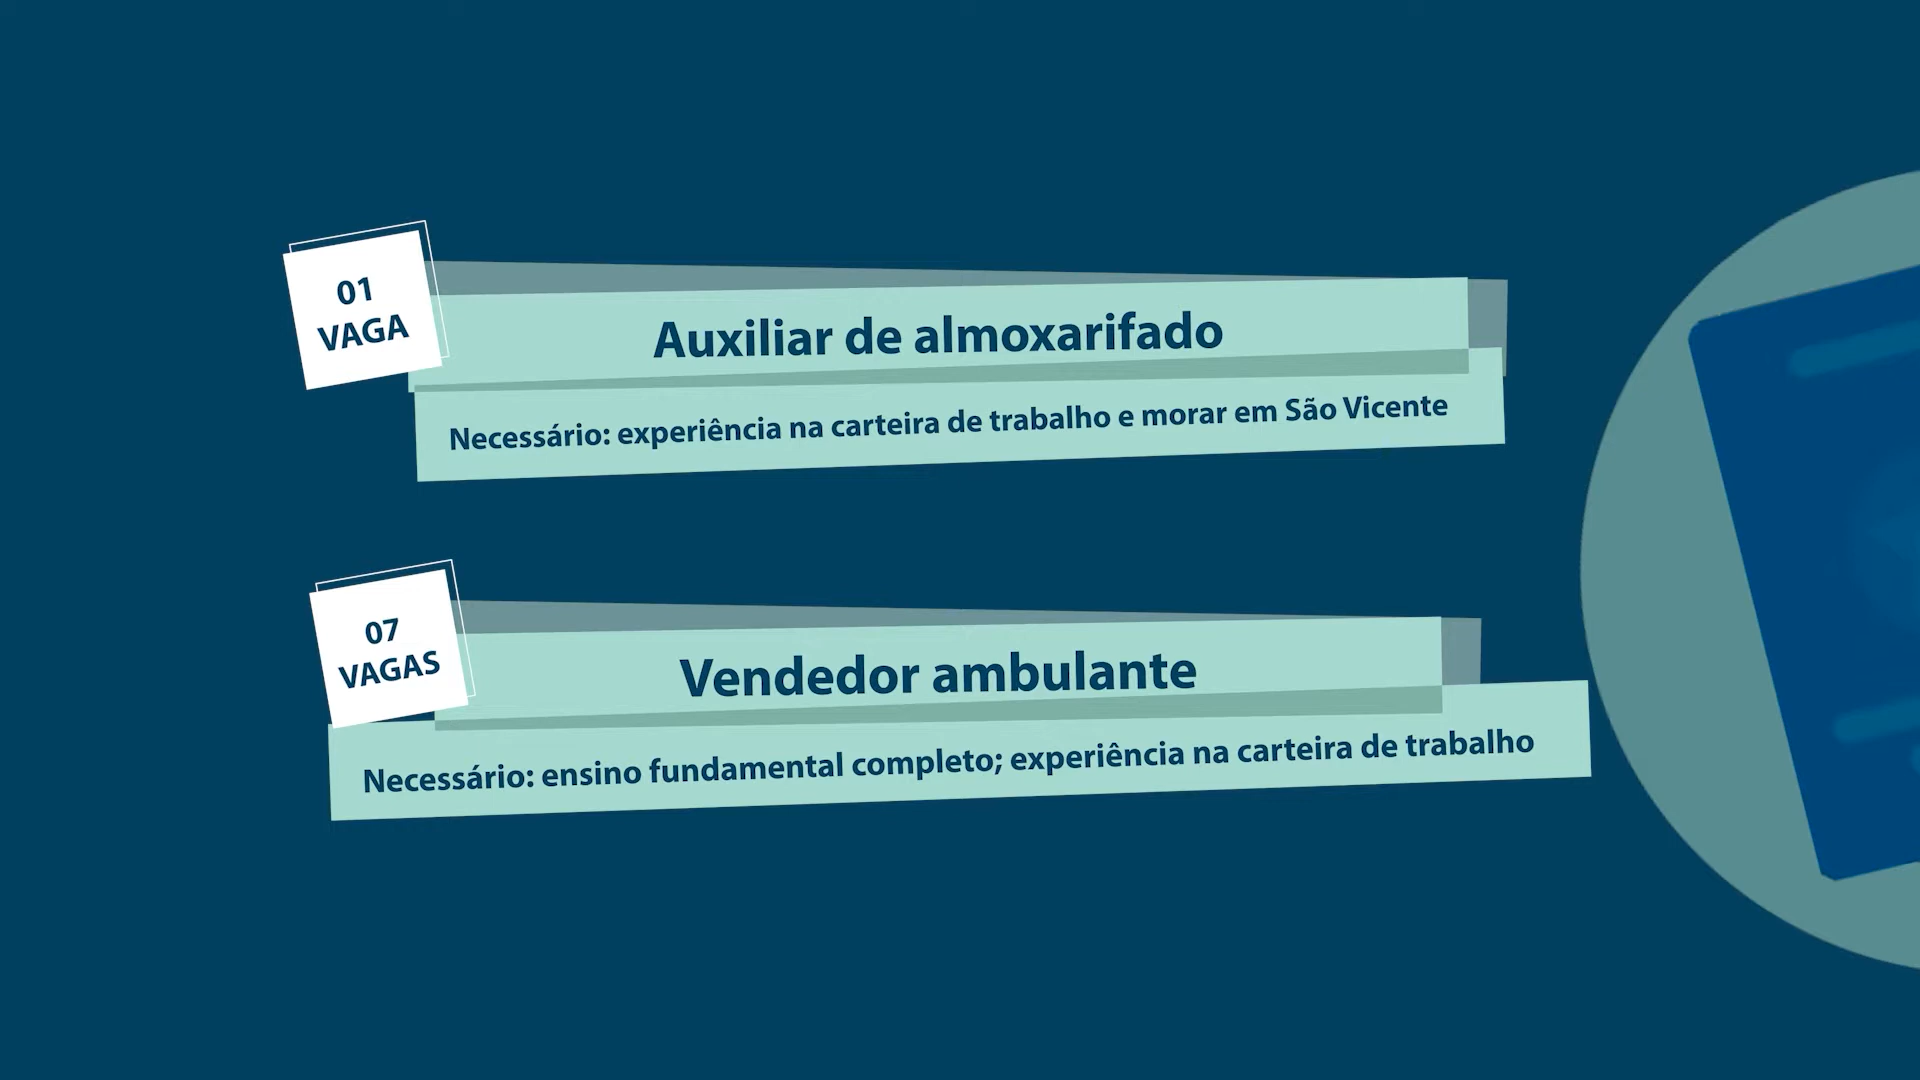 01
VAGA
Auxiliar de almoxarifado
Necessário: experiência na carteira de trabalho e morar em São Vicente
07
VAGAS
Vendedor ambulante
Necessário: ensino fundamental completo; experiência na carteira de trabalho